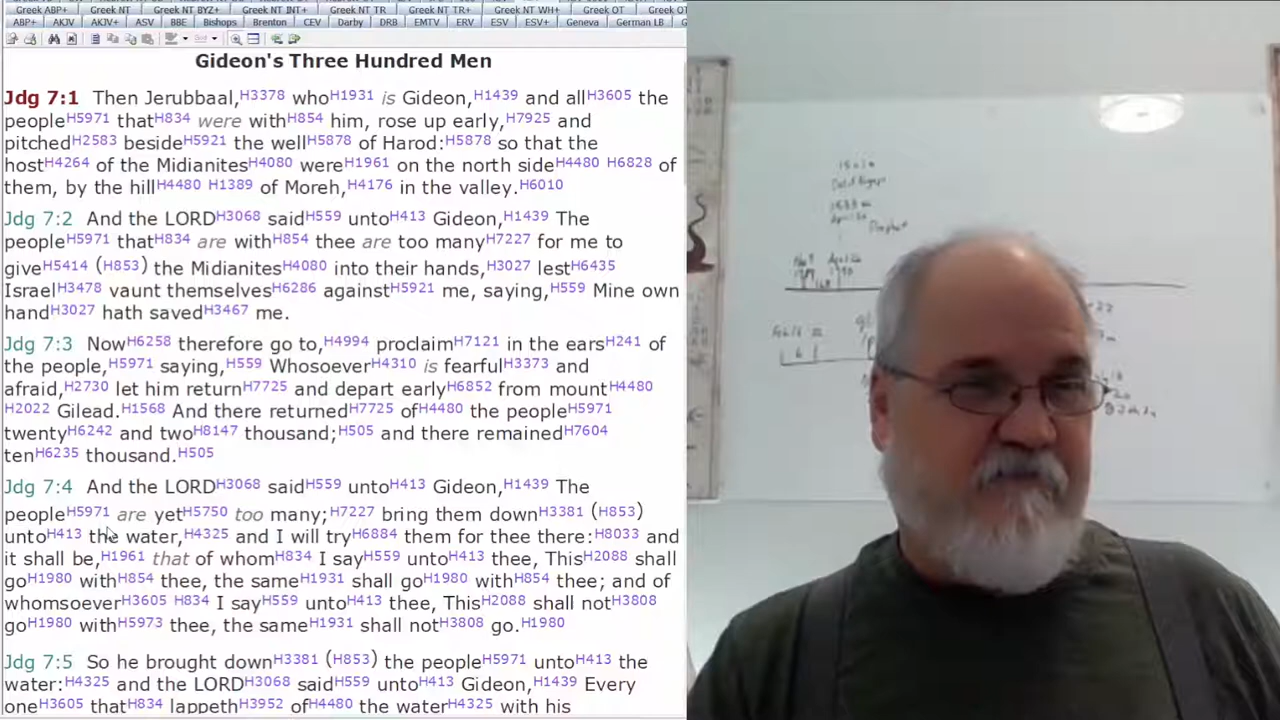 Greek ABP+ Greek NT Greek NT BYZ+ Greek NT INT+ Greek NT TR Greek NT TR+ Greek NT WH+ Greek OT Greek O
ABP+ AKJV AKJV+ ASV BBE Bishops Brenton CEV Darby DRB EMTV ERV ESV ESV+ Geneva German LB
Gideon's Three Hundred Men
Jdg 7:1 Then Jerubbaal,H3378 whoH1931 is Gideon,H1439 and allH3605 the
peopleH5971 thatH834 were withH854 him, rose up early,H7925 and
pitchedH2583 besideH5921 the wellH5878 of Harod:H5878 so that the
hostH4264 of the MidianitesH4080 wereH1961 on the north sideH4480 H6828 of
them, by the hillH4480 H1389 of Moreh,H4176 in the valley.H6010
Jdg 7:2 And the LORDH3068 saidH559 untoH413 Gideon,H1439 The
peopleH5971 thatH834 are withH854 thee are too manyH7227 for me to
giveH5414 (H853) the MidianitesH4080 into their hands,H3027 lestH6435
IsraelH3478 vaunt themselvesH6286 againstH5921 me, saying,H559 Mine own
handH3027 hath savedH3467 me.
Jdg 7:3 NowH6258 therefore go to,H4994 proclaimH7121 in the earsH241 of
the people,H5971 saying,H559 WhosoeverH4310 is fearfulH3373 and
afraid,H2730 let him returnH7725 and depart earlyH6852 from mountH4480
H2022 Gilead.H1568 And there returnedH7725 ofH4480 the peopleH5971
twentyH6242 and twoH8147 thousand;H505 and there remainedH7604
tenH6235 thousand.H505
Jdg 7:4 And the LORDH3068 saidH559 untoH413 Gideon,H1439 The
peopleH5971 are yetH5750 too many;H7227 bring them downH3381 (H853)
untoH413 the water,H4325 and I will tryH6884 them for thee there:H8033 and
it shall be,H1961 that of whomH834 I sayH559 untoH413 thee, ThisH2088 shall
goH1980 withH854 thee, the sameH1931 shall goH1980 withH854 thee; and of
whomsoeverH3605 H834 I sayH559 untoH413 thee, ThisH2088 shall notH3808
goH1980 withH5973 thee, the sameH1931 shall notH3808 go.H1980
Jdg 7:5 So he brought downH3381 (H853) the peopleH5971 untoH413 the
water:H4325 and the LORDH3068 saidH559 untoH413 Gideon,H1439 Every
oneH3605 thatH834 lappethH3952 ofH4480 the waterH4325 with his